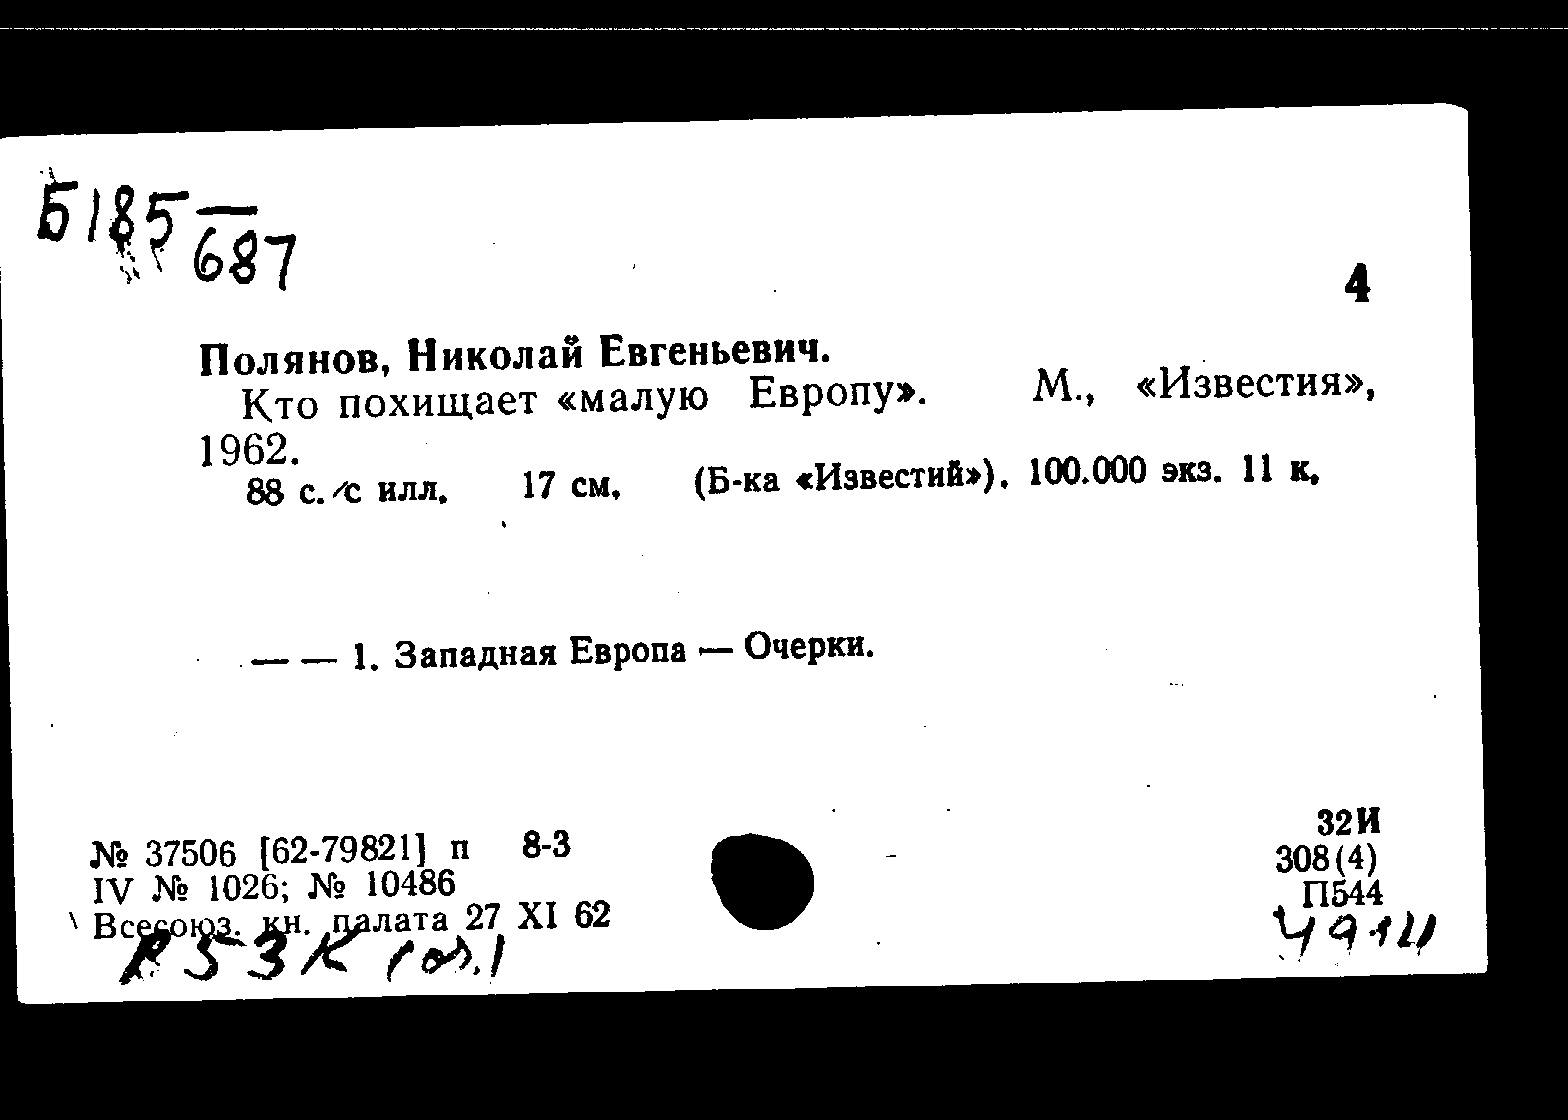 Б185—
687
4
Полянов, Николай Евгеньевич.
Кто похищает «малую Европу». М., «Известия»,
1962.
88 с. с илл. 17 см. (Б-ка «Известий»). 100.000 экз. 11 к.
— — 1. Западная Европа — Очерки.
№ 37506 [62-79821] п 8-3
IV № 1026; № 10486
Всесоюз. кн. палата 27 XI 62
32И
308(4)
П544